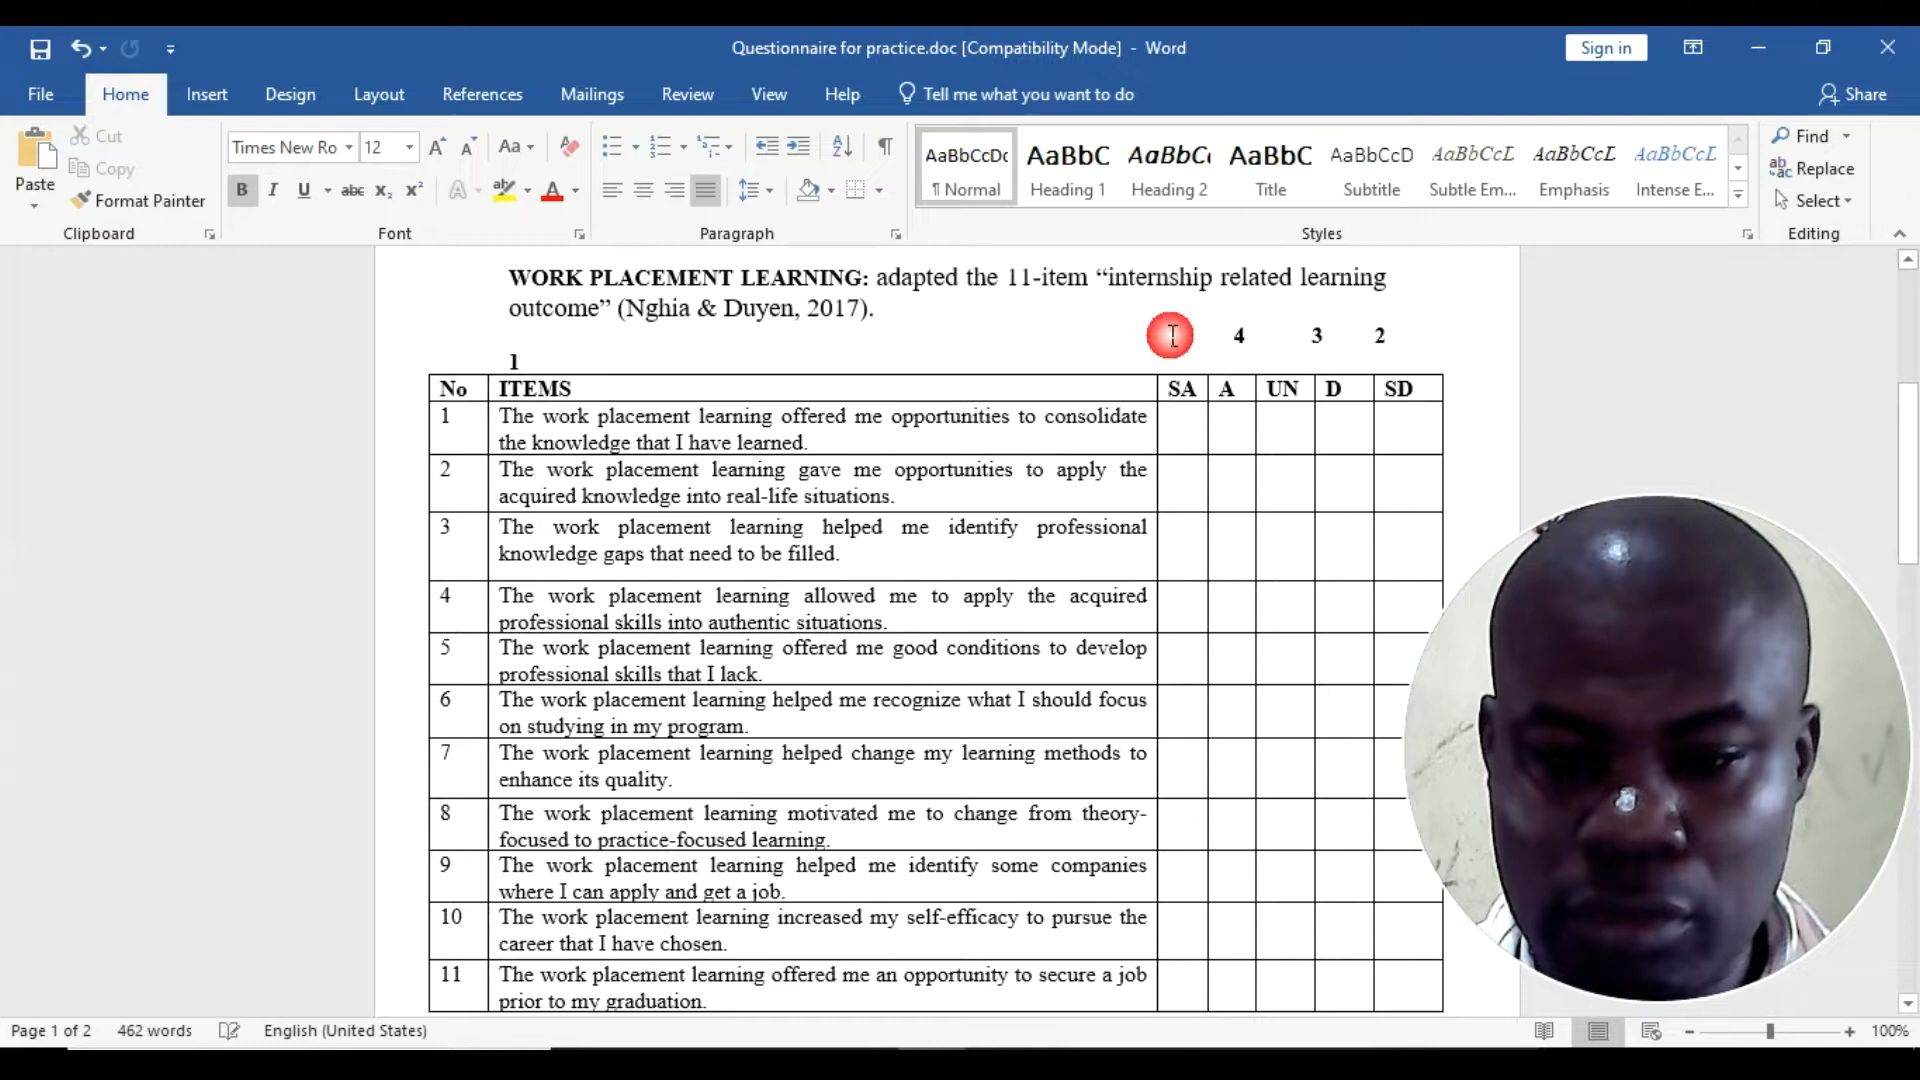 Questionnaire for practice.doc [Compatibility Mode] - Word
Sign in
File Home Insert Design Layout References Mailings Review View Help Tell me what you want to do Share
Paste
Cut
Copy
Format Painter
Clipboard
Times New Ro 12
Font
Paragraph
AaBbCcDc AaBbC AaBbC AaBbC AaBbCcD AaBbCcL AaBbCcL AaBbCcL
¶ Normal Heading 1 Heading 2 Title Subtitle Subtle Em... Emphasis Intense E...
Styles
Find
Replace
Select
Editing
WORK PLACEMENT LEARNING: adapted the 11-item “internship related learning
outcome” (Nghia & Duyen, 2017).
4 3 2
1
No ITEMS SA A UN D SD
1 The work placement learning offered me opportunities to consolidate
the knowledge that I have learned.
2 The work placement learning gave me opportunities to apply the
acquired knowledge into real-life situations.
3 The work placement learning helped me identify professional
knowledge gaps that need to be filled.
4 The work placement learning allowed me to apply the acquired
professional skills into authentic situations.
5 The work placement learning offered me good conditions to develop
professional skills that I lack.
6 The work placement learning helped me recognize what I should focus
on studying in my program.
7 The work placement learning helped change my learning methods to
enhance its quality.
8 The work placement learning motivated me to change from theory-
focused to practice-focused learning.
9 The work placement learning helped me identify some companies
where I can apply and get a job.
10 The work placement learning increased my self-efficacy to pursue the
career that I have chosen.
11 The work placement learning offered me an opportunity to secure a job
prior to my graduation.
Page 1 of 2 462 words English (United States) 100%